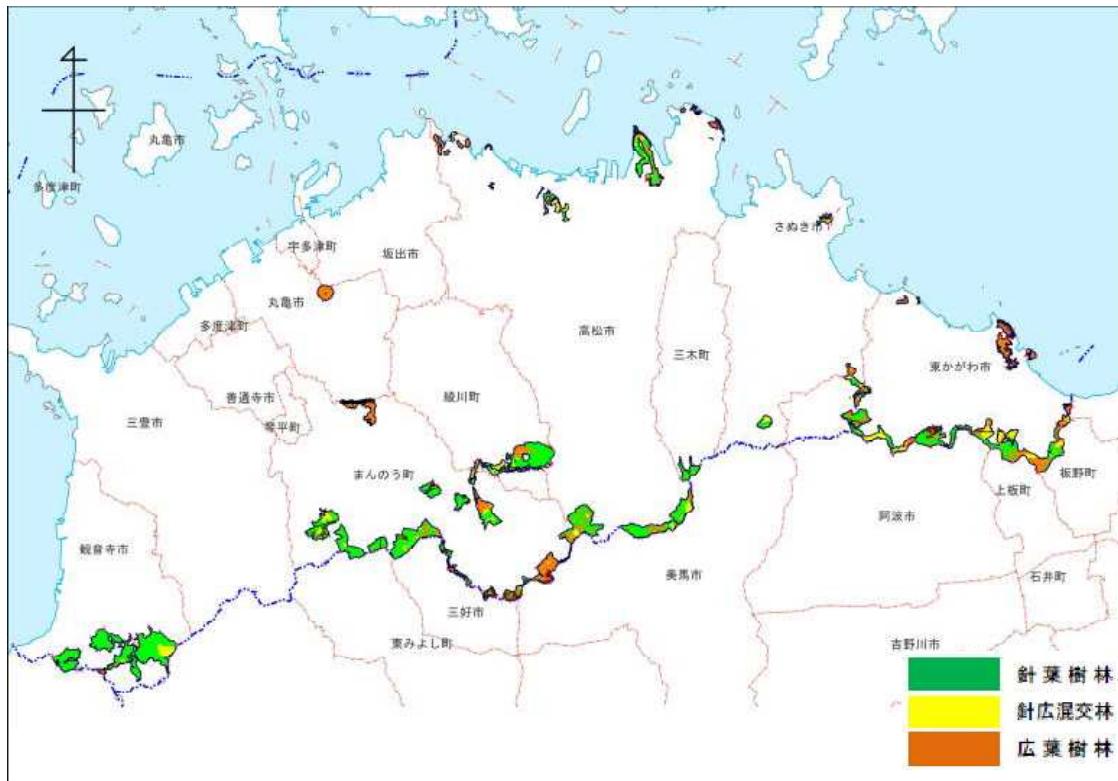 丸亀市
多度津町
さぬき市
宇多津町
坂出市
丸亀市
多度津町
高松市
三木町
東かがわ市
善通寺市
綾川町
三豊市
琴平町
まんのう町
板野町
上板町
阿波市
観音寺市
美馬市
石井町
三好市
東みよし町
吉野川市
針葉樹林
針広混交林
広葉樹林